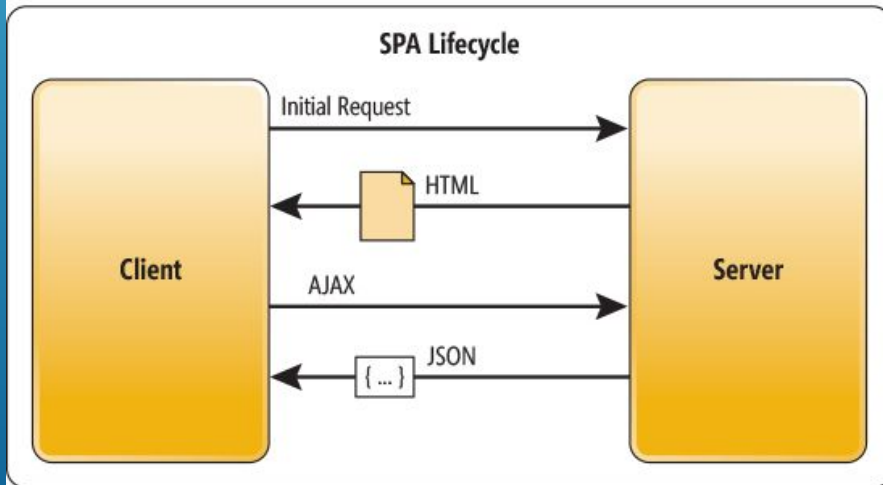 SPA Lifecycle
Initial Request
HTML
Client
Server
AJAX
JSON
{ ... }